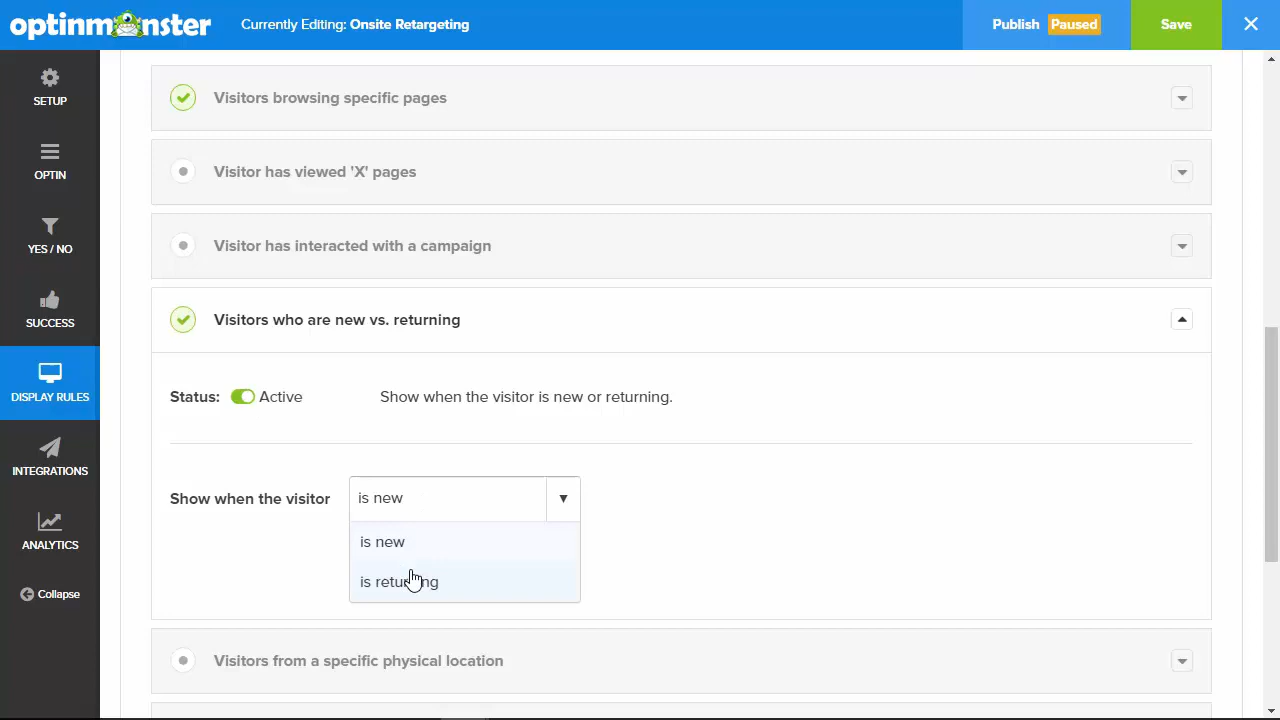 optinmonster
Currently Editing: Onsite Retargeting
Publish Paused
Save
SETUP
OPTIN
YES / NO
SUCCESS
DISPLAY RULES
INTEGRATIONS
ANALYTICS
Collapse
Visitors browsing specific pages
Visitor has viewed 'X' pages
Visitor has interacted with a campaign
Visitors who are new vs. returning
Status: Active Show when the visitor is new or returning.
Show when the visitor is new
is new
is returning
Visitors from a specific physical location